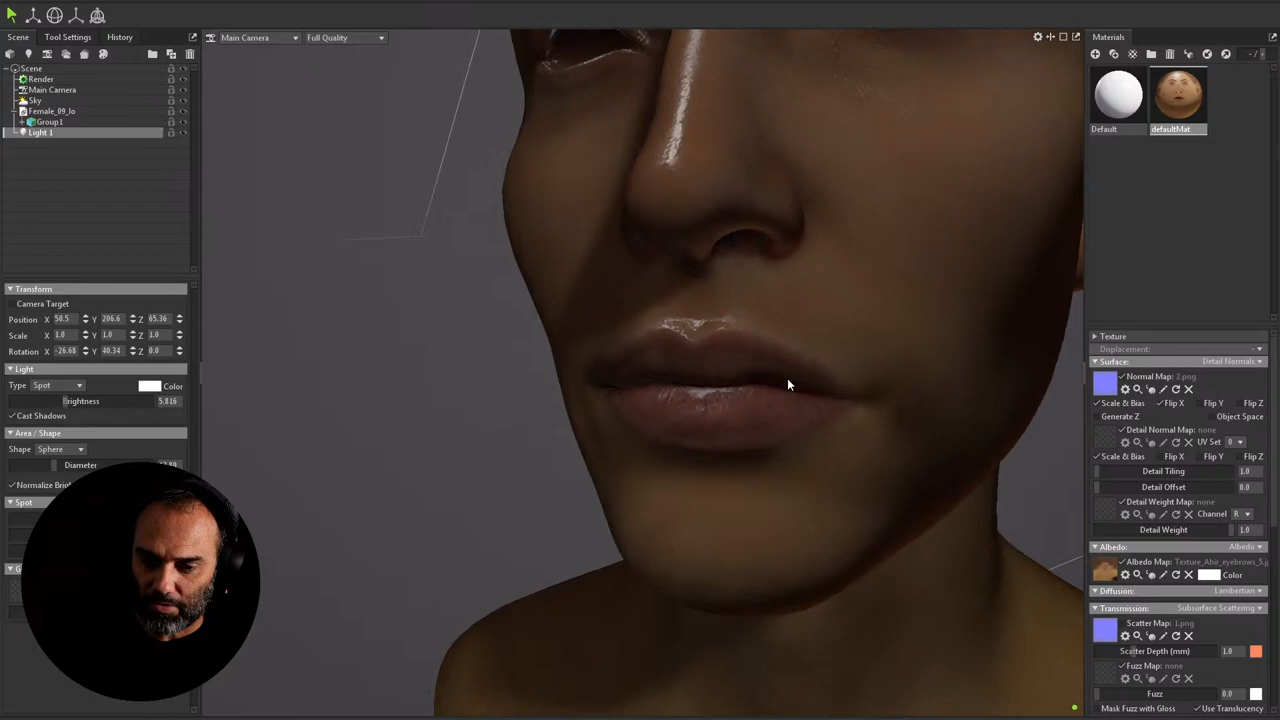 Scene
Tool Settings
History
Main Camera
Full Quality
Materials
- / -
Scene
Render
Main Camera
Sky
Female_09_lo
Group1
Light 1
Default
defaultMat
Transform
Camera Target
Position X 50.5 Y 206.6 Z 65.36
Scale X 1.0 Y 1.0 Z 1.0
Rotation X -26.68 Y 40.34 Z 0.0
Light
Type Spot Color
Brightness 5.816
Cast Shadows
Area / Shape
Shape Sphere
Diameter
Normalize Bri
Spot
Texture
Displacement:
Surface: Detail Normals
Normal Map: 2.png
Scale & Bias Flip X Flip Y Flip Z
Generate Z Object Space
Detail Normal Map: none
UV Set 0
Scale & Bias Flip X Flip Y Flip Z
Detail Tiling 1.0
Detail Offset 0.0
Detail Weight Map: none
Channel R
Detail Weight 1.0
Albedo: Albedo
Albedo Map: Texture_Abir_eyebrows_5.j
Color
Diffusion: Lambertian
Transmission: Subsurface Scattering
Scatter Map: 1.png
Scatter Depth (mm) 1.0
Fuzz Map: none
Fuzz 0.0
Mask Fuzz with Gloss Use Translucency